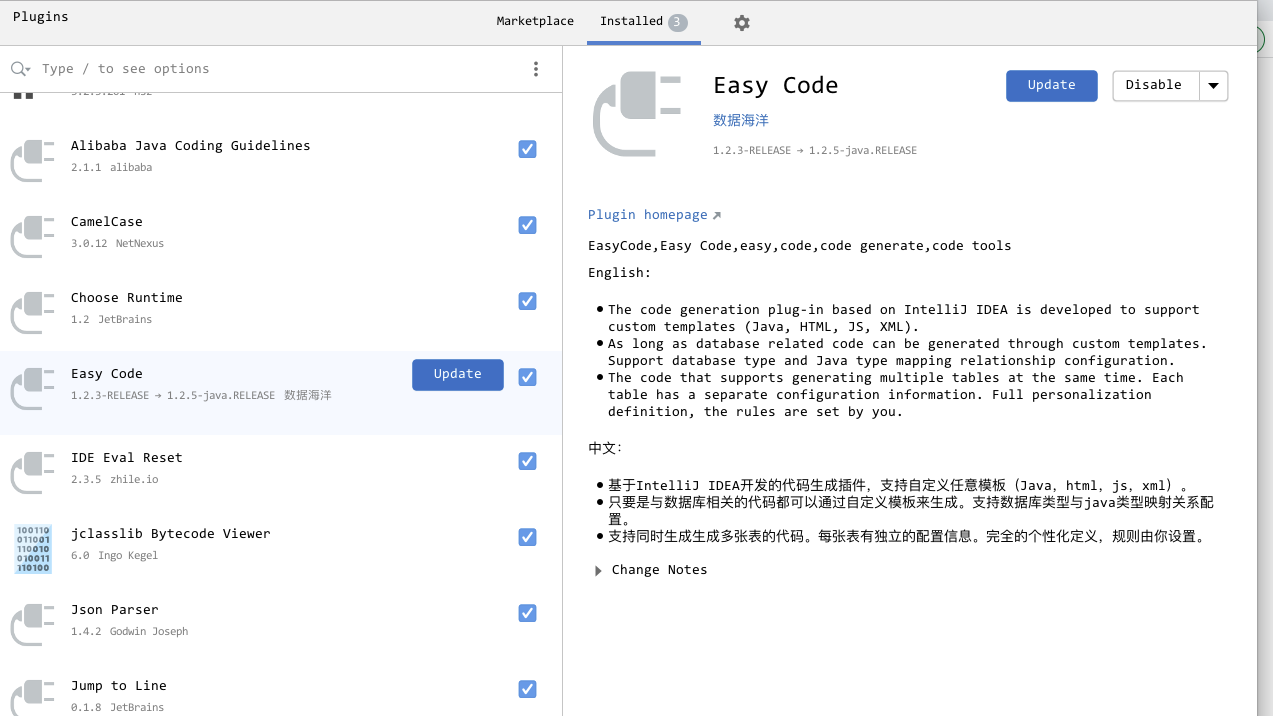 Plugins
Marketplace
Installed 3
Type / to see options
Alibaba Java Coding Guidelines
2.1.1 alibaba
CamelCase
3.0.12 NetNexus
Choose Runtime
1.2 JetBrains
Easy Code
Update
1.2.3-RELEASE → 1.2.5-java.RELEASE 数据海洋
IDE Eval Reset
2.3.5 zhile.io
100110
011001
110010
010011
110100
jclasslib Bytecode Viewer
6.0 Ingo Kegel
Json Parser
1.4.2 Godwin Joseph
Jump to Line
0.1.8 JetBrains
Easy Code
Update
Disable
数据海洋
1.2.3-RELEASE → 1.2.5-java.RELEASE
Plugin homepage
EasyCode,Easy Code,easy,code,code generate,code tools
English:
The code generation plug-in based on IntelliJ IDEA is developed to support
custom templates (Java, HTML, JS, XML).
As long as database related code can be generated through custom templates.
Support database type and Java type mapping relationship configuration.
The code that supports generating multiple tables at the same time. Each
table has a separate configuration information. Full personalization
definition, the rules are set by you.
中文：
基于IntelliJ IDEA开发的代码生成插件，支持自定义任意模板（Java，html，js，xml）。
只要是与数据库相关的代码都可以通过自定义模板来生成。支持数据库类型与java类型映射关系配
置。
支持同时生成生成多张表的代码。每张表有独立的配置信息。完全的个性化定义，规则由你设置。
Change Notes